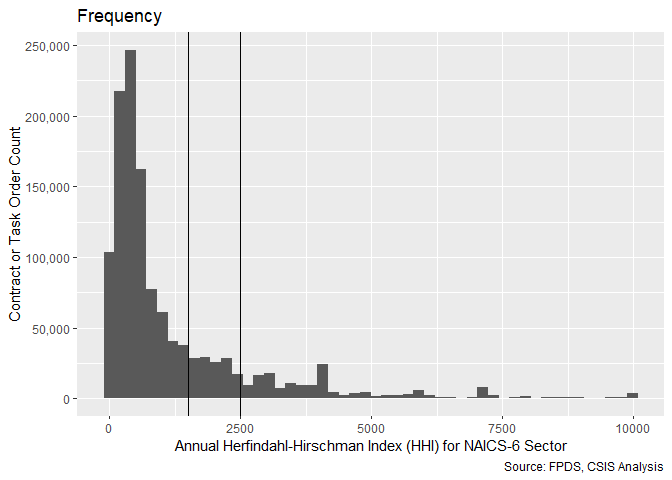 Frequency
250,000
200,000
150,000
100,000
50,000
0
Contract or Task Order Count
0 2500 5000 7500 10000
Annual Herfindahl-Hirschman Index (HHI) for NAICS-6 Sector
Source: FPDS, CSIS Analysis